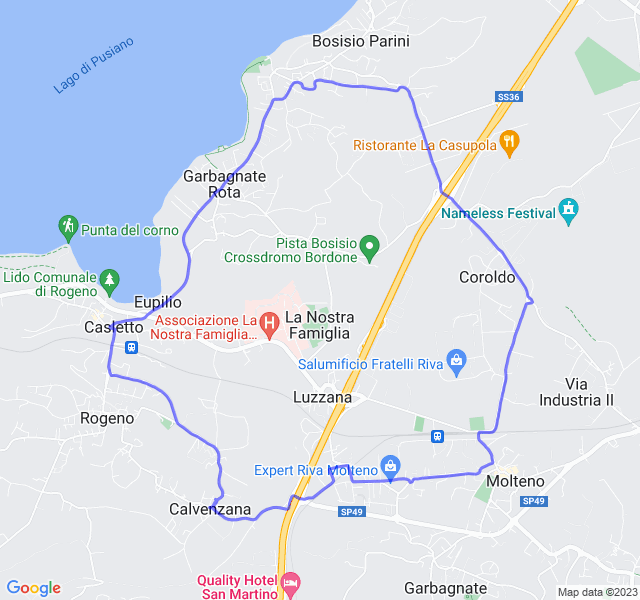 Bosisio Parini
Lago di Pusiano
SS36
Ristorante La Casupola
Garbagnate
Rota
Nameless Festival
Punta del corno
Pista Bosisio
Crossdromo Bordone
Lido Comunale
di Rogeno
Coroldo
Eupilio
Casletto
Associazione La
Nostra Famiglia...
La Nostra
Famiglia
Salumificio Fratelli Riva
Luzzana
Via
Industria II
Rogeno
Expert Riva Molteno
Molteno
Calvenzana
SP49
SP49
Quality Hotel
San Martino
Garbagnate
Google
Map data ©2023